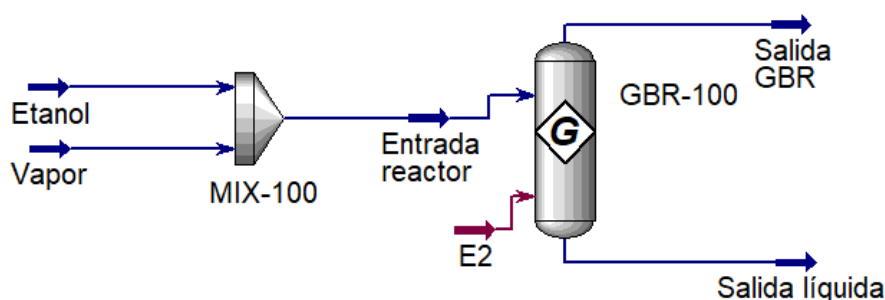 Etanol
Vapor
MIX-100
Entrada
reactor
E2
G
GBR-100
Salida
GBR
Salida líquida